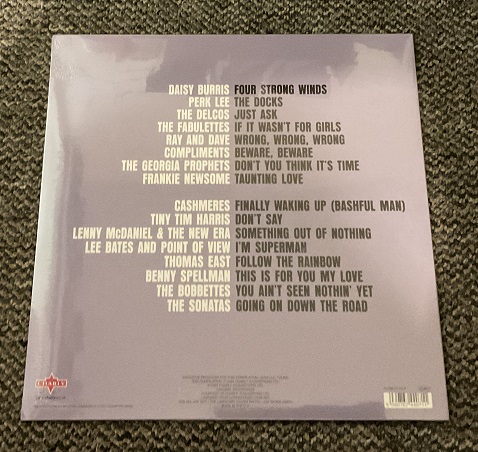 DAISY BURRIS FOUR STRONG WINDS
PERK LEE THE DOCKS
THE DELCOS JUST ASK
THE FABULETTES IF IT WASN'T FOR GIRLS
RAY AND DAVE WRONG, WRONG, WRONG
COMPLIMENTS BEWARE, BEWARE
THE GEORGIA PROPHETS DON'T YOU THINK IT'S TIME
FRANKIE NEWSOME TAUNTING LOVE
CASHMERES FINALLY WAKING UP (BASHFUL MAN)
TINY TIM HARRIS DON'T SAY
LENNY McDANIEL & THE NEW ERA SOMETHING OUT OF NOTHING
LEE BATES AND POINT OF VIEW I'M SUPERMAN
THOMAS EAST FOLLOW THE RAINBOW
BENNY SPELLMAN THIS IS FOR YOU MY LOVE
THE BOBBETTES YOU AIN'T SEEN NOTHIN' YET
THE SONATAS GOING ON DOWN THE ROAD
CHARLY